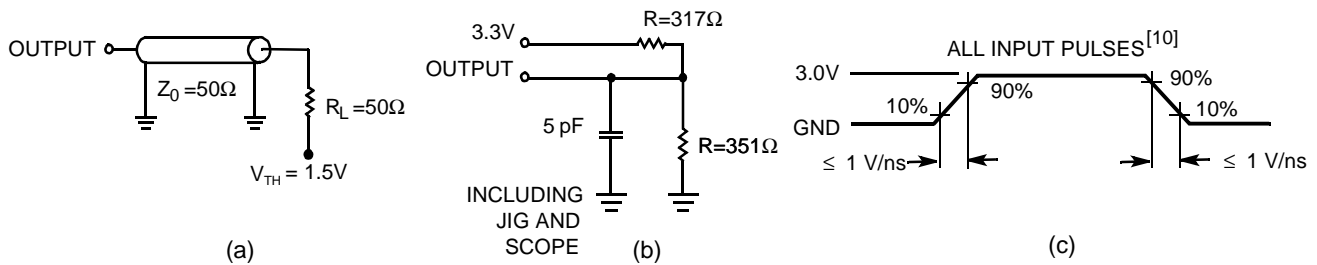 OUTPUT
Z0 =50Ω
RL =50Ω
VTH = 1.5V
(a)
R=317Ω
3.3V
OUTPUT
5 pF
R=351Ω
INCLUDING
JIG AND
SCOPE
(b)
ALL INPUT PULSES[10]
3.0V
90%
90%
10%
10%
GND
≤ 1 V/ns
≤ 1 V/ns
(c)